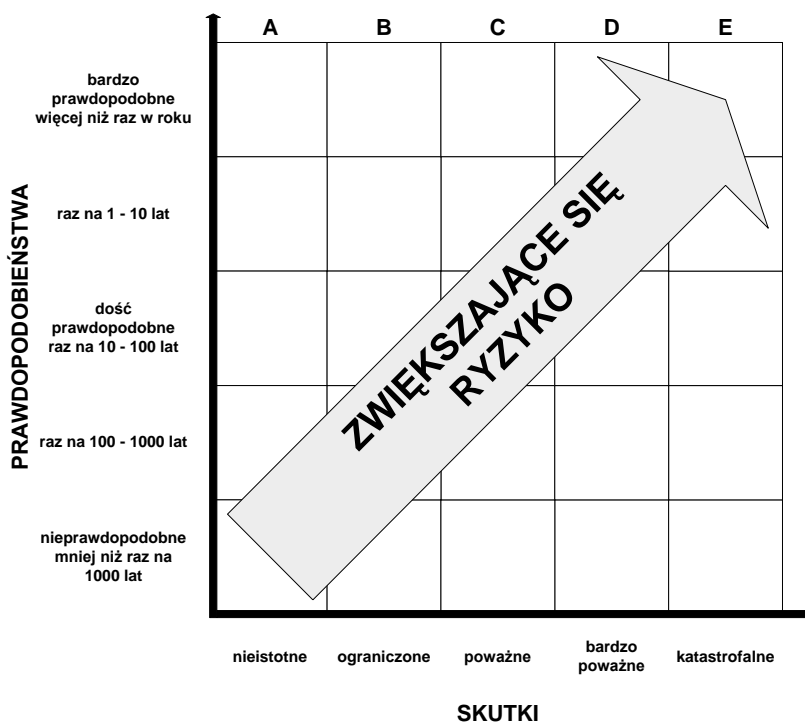 A B C D E
bardzo
prawdopodobne
więcej niż raz w roku
raz na 1 - 10 lat
dość
prawdopodobne
raz na 10 - 100 lat
raz na 100 - 1000 lat
nieprawdopodobne
mniej niż raz na
1000 lat
PRAWDOPODOBIEŃSTWA
ZWIĘKSZAJĄCE SIĘ
RYZYKO
nieistotne
ograniczone
poważne
bardzo
poważne
katastrofalne
SKUTKI